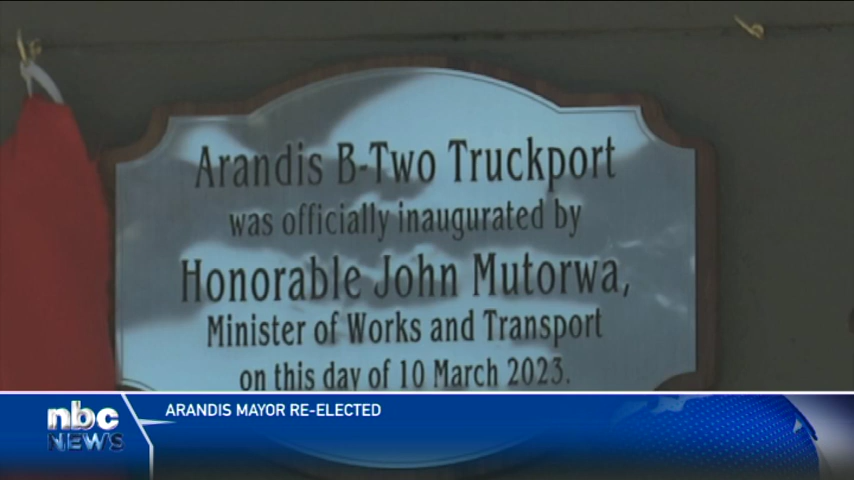 Arandis B-Two Truckport
was officially inaugurated by
Honorable John Mutorwa,
Minister of Works and Transport
on this day of 10 March 2023.
nbc
NEWS
ARANDIS MAYOR RE-ELECTED